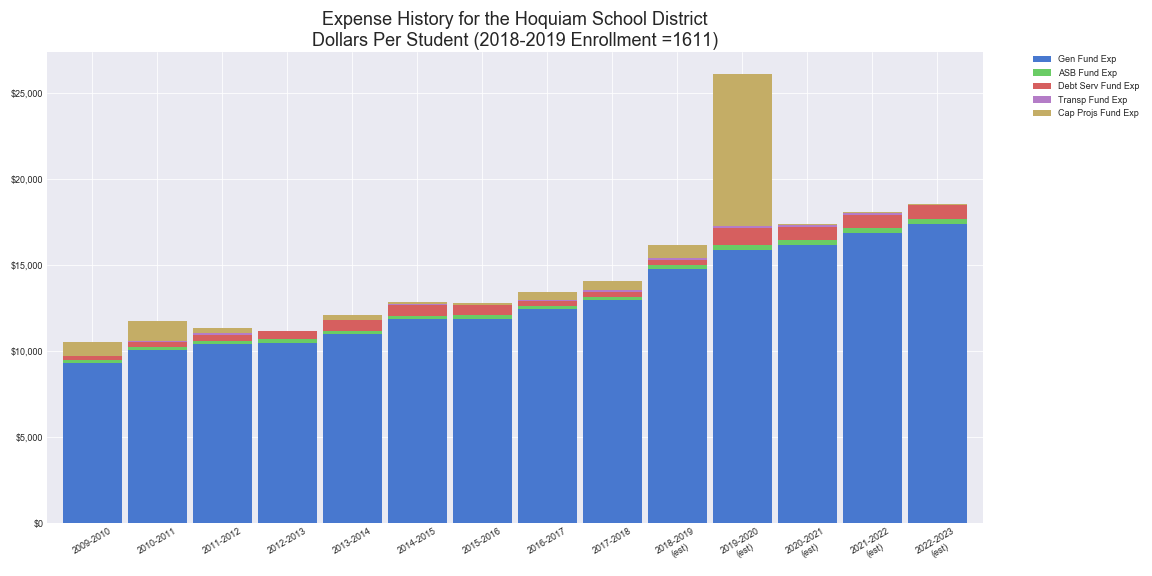 Expense History for the Hoquiam School District
Dollars Per Student (2018-2019 Enrollment =1611)
Gen Fund Exp
ASB Fund Exp
Debt Serv Fund Exp
Transp Fund Exp
Cap Projs Fund Exp
$25,000
$20,000
$15,000
$10,000
$5,000
$0
2009-2010
2010-2011
2011-2012
2012-2013
2013-2014
2014-2015
2015-2016
2016-2017
2017-2018
2018-2019
(est)
2019-2020
(est)
2020-2021
(est)
2021-2022
(est)
2022-2023
(est)